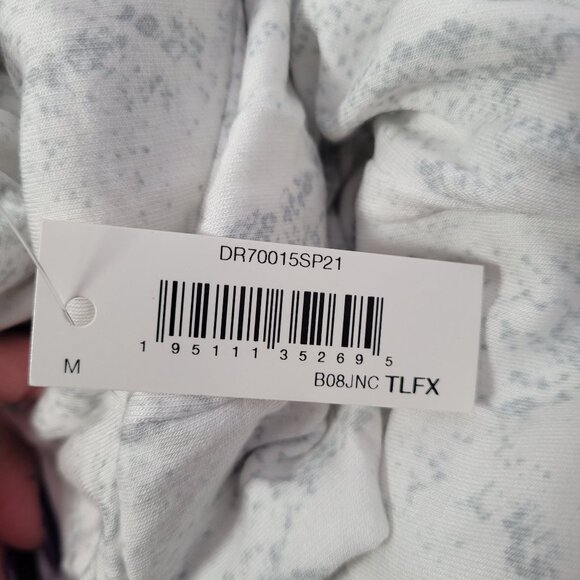 DR70015SP21
1 95111 35269 5
M
B08JNC TLFX